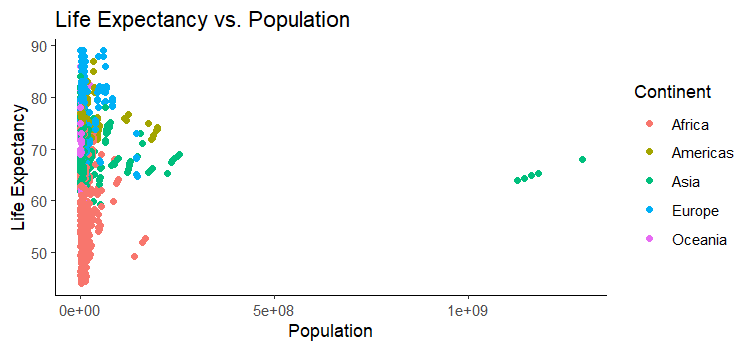 Life Expectancy vs. Population
Life Expectancy
90
80
70
60
50
0e+00
5e+08
1e+09
Population
Continent
Africa
Americas
Asia
Europe
Oceania